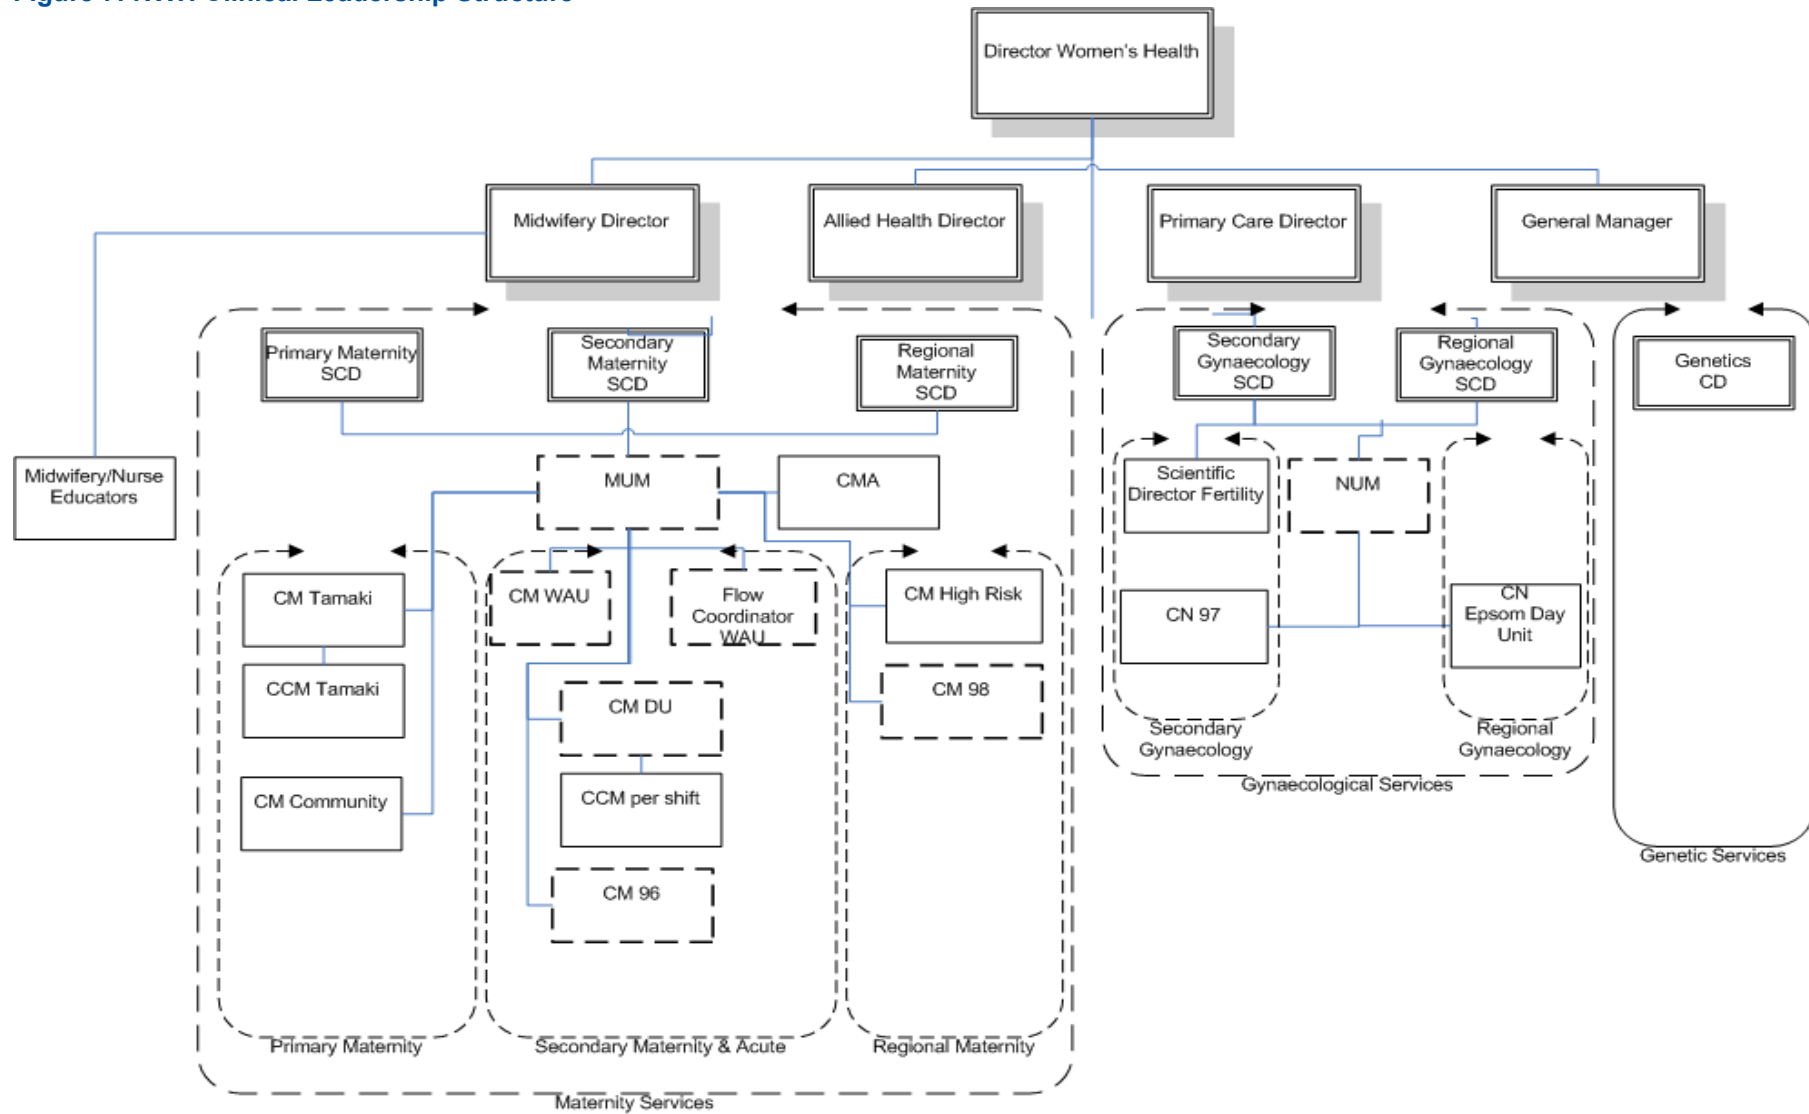 Clinical Leadership Structure
Director Women's Health
Midwifery Director
Allied Health Director
Primary Care Director
General Manager
Primary Maternity
SCD
Secondary
Maternity
SCD
Regional
Maternity
SCD
Secondary
Gynaecology
SCD
Regional
Gynaecology
SCD
Genetics
CD
Midwifery/Nurse
Educators
MUM
CMA
Scientific
Director Fertility
NUM
CM Tamaki
CM WAU
Flow
Coordinator
WAU
CM High Risk
CN 97
CN
Epsom Day
Unit
CCM Tamaki
CM DU
CM 98
CM Community
CCM per shift
CM 96
Secondary
Gynaecology
Regional
Gynaecology
Gynaecological Services
Genetic Services
Primary Maternity
Secondary Maternity & Acute
Regional Maternity
Maternity Services